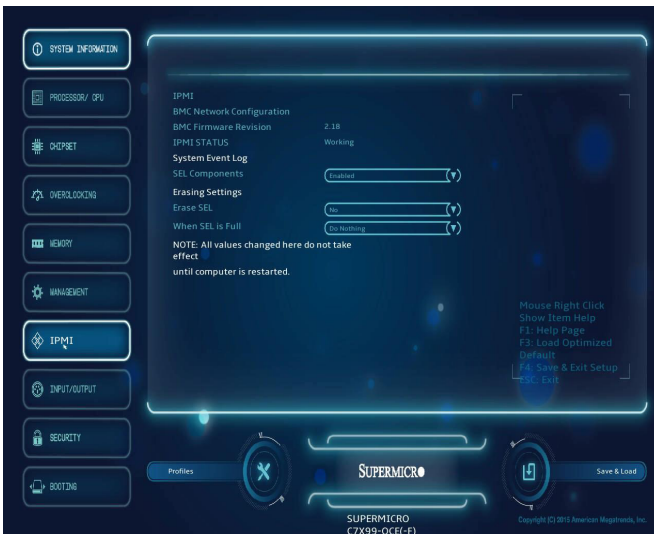 SYSTEM INFORMATION
PROCESSOR/ CPU
CHIPSET
OVERCLOCKING
MEMORY
MANAGEMENT
IPMI
INPUT/OUTPUT
SECURITY
BOOTING
IPMI
BMC Network Configuration
BMC Firmware Revision 2.18
IPMI STATUS Working
System Event Log
SEL Components Enabled
Erasing Settings
Erase SEL No
When SEL is Full Do Nothing
NOTE: All values changed here do not take
effect
until computer is restarted.
Mouse Right Click
Show Item Help
F1: Help Page
F3: Load Optimized
Default
F4: Save & Exit Setup
ESC: Exit
Profiles
SUPERMICRO
Save & Load
SUPERMICRO
C7X99-OCE(-F)
Copyright (C) 2015 American Megatrends, Inc.